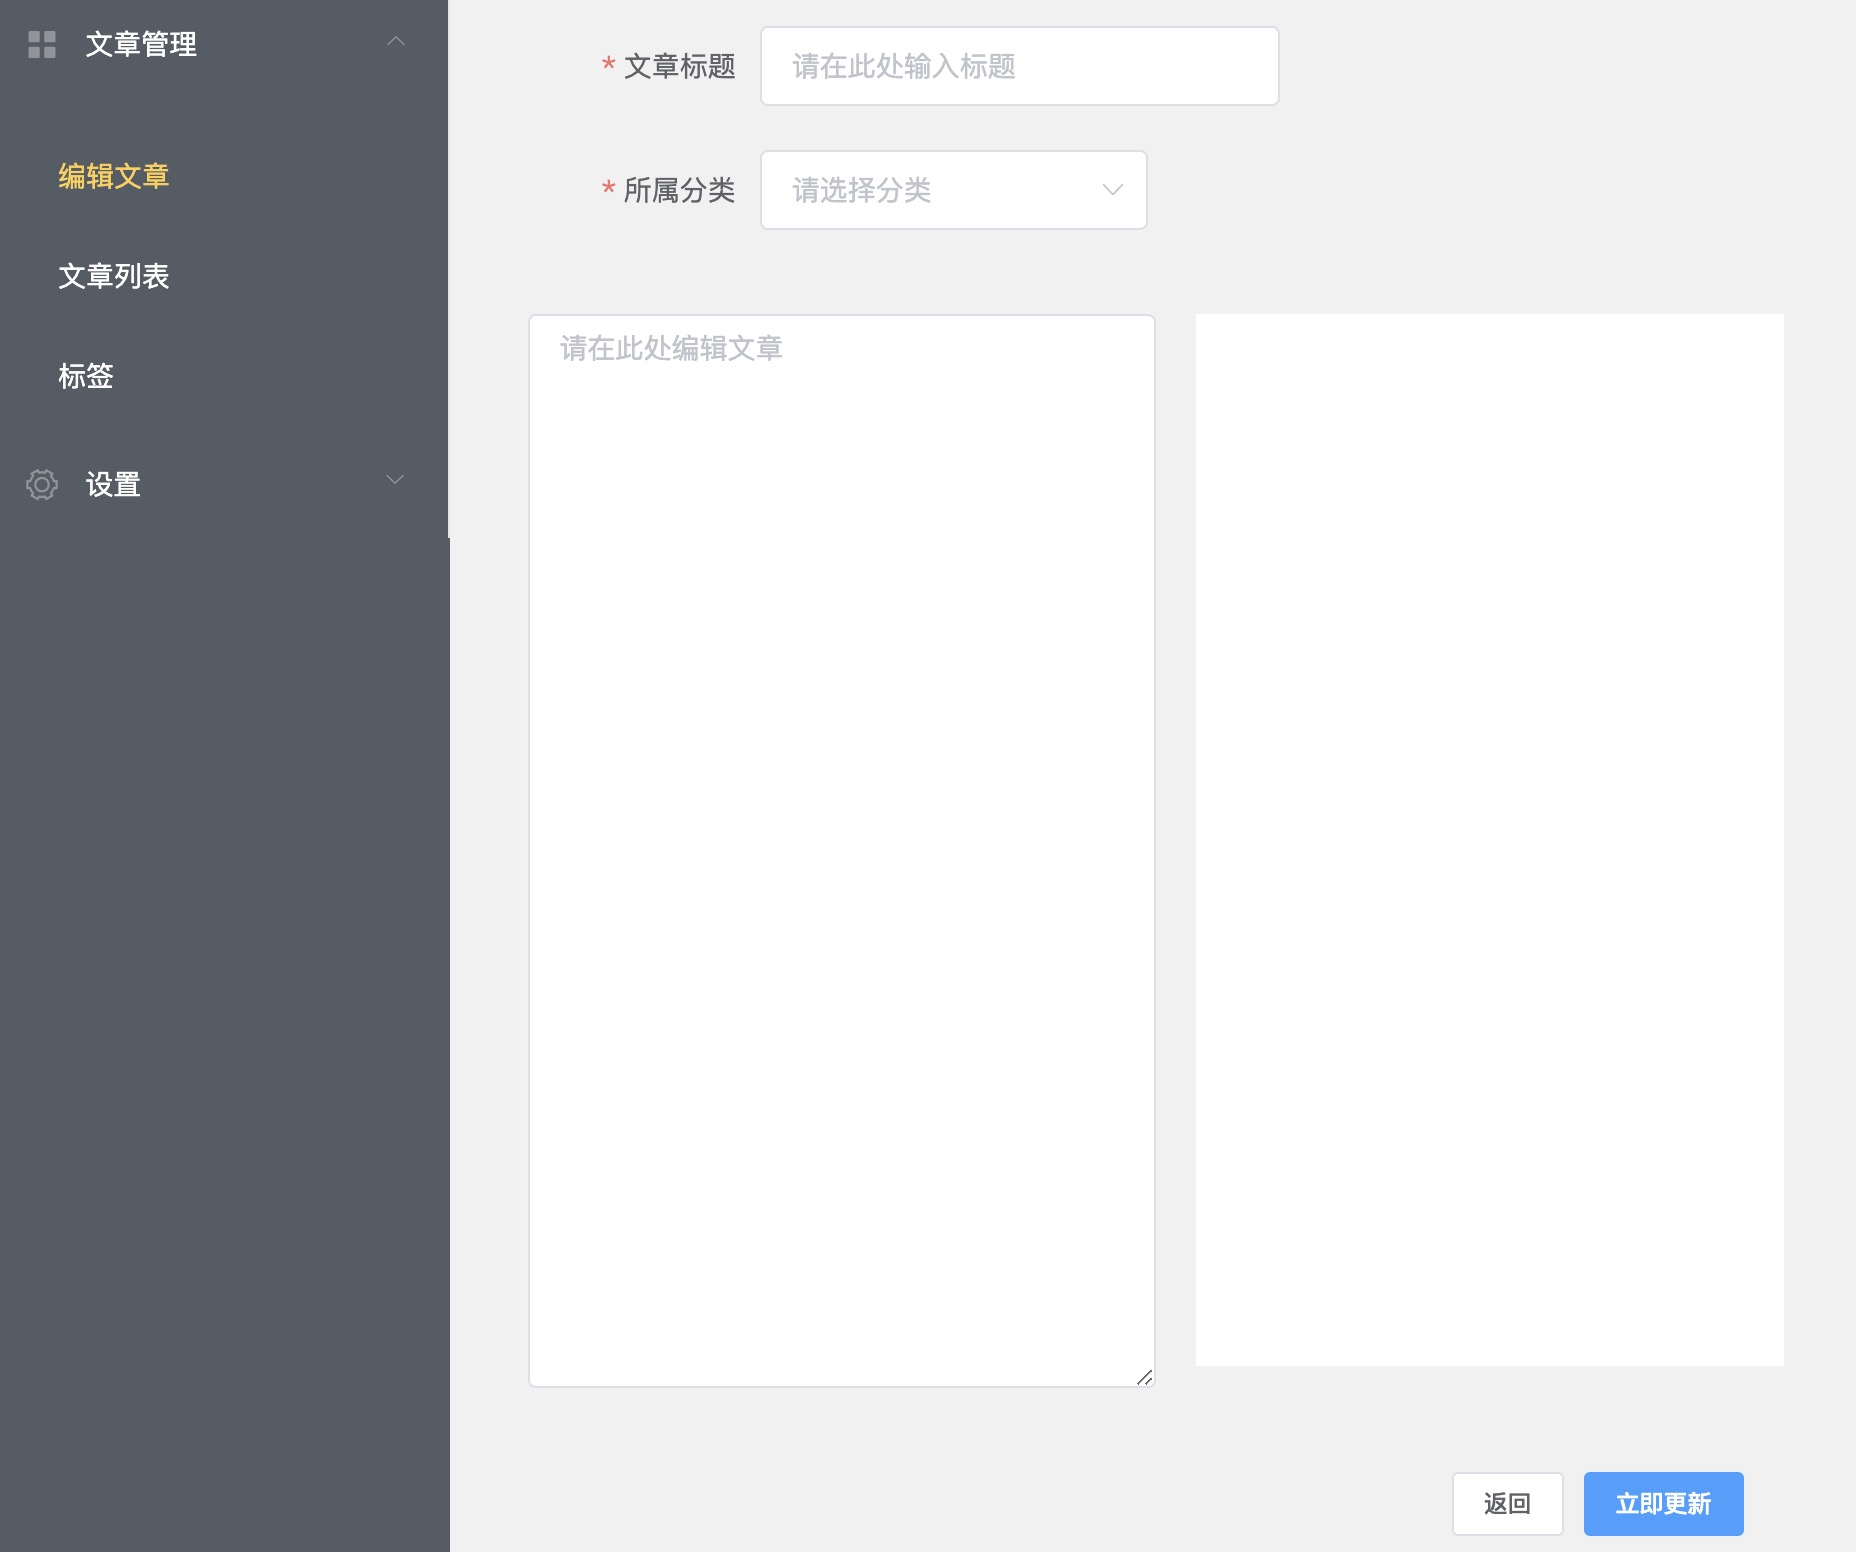 文章管理
编辑文章
文章列表
标签
设置
* 文章标题
请在此处输入标题
* 所属分类
请选择分类
请在此处编辑文章
返回
立即更新